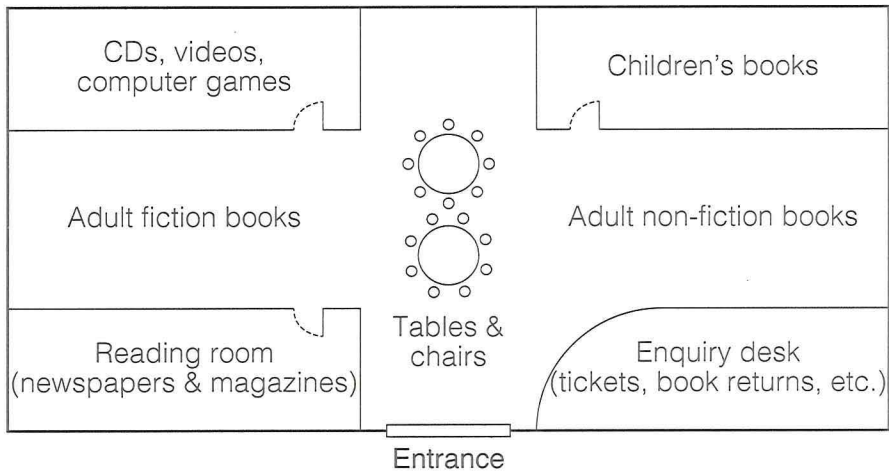 CDs, videos,
computer games
Children's books
Adult fiction books
Adult non-fiction books
Tables &
chairs
Reading room
(newspapers & magazines)
Enquiry desk
(tickets, book returns, etc.)
Entrance